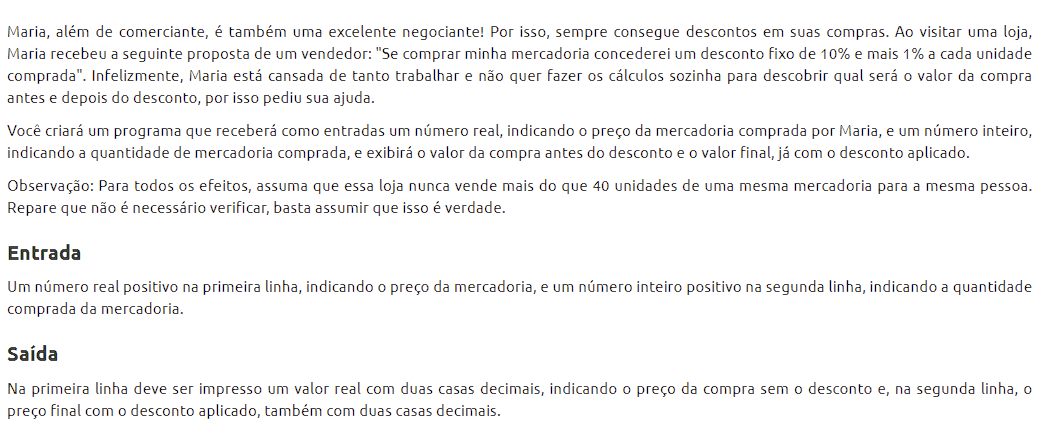 Maria, além de comerciante, é também uma excelente negociante! Por isso, sempre consegue descontos em suas compras. Ao visitar uma loja,
Maria recebeu a seguinte proposta de um vendedor: "Se comprar minha mercadoria concederei um desconto fixo de 10% e mais 1% a cada unidade
comprada". Infelizmente, Maria está cansada de tanto trabalhar e não quer fazer os cálculos sozinha para descobrir qual será o valor da compra
antes e depois do desconto, por isso pediu sua ajuda.
Você criará um programa que receberá como entradas um número real, indicando o preço da mercadoria comprada por Maria, e um número inteiro,
indicando a quantidade de mercadoria comprada, e exibirá o valor da compra antes do desconto e o valor final, já com o desconto aplicado.
Observação: Para todos os efeitos, assuma que essa loja nunca vende mais do que 40 unidades de uma mesma mercadoria para a mesma pessoa.
Repare que não é necessário verificar, basta assumir que isso é verdade.
Entrada
Um número real positivo na primeira linha, indicando o preço da mercadoria, e um número inteiro positivo na segunda linha, indicando a quantidade
comprada da mercadoria.
Saída
Na primeira linha deve ser impresso um valor real com duas casas decimais, indicando o preço da compra sem o desconto e, na segunda linha, o
preço final com o desconto aplicado, também com duas casas decimais.